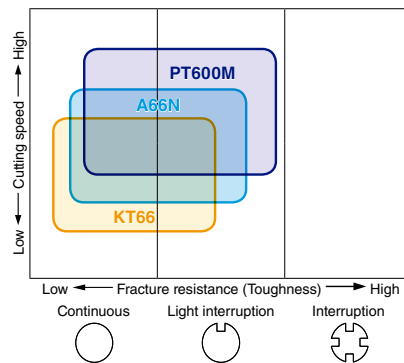 High
Cutting speed
Low
PT600M
A66N
KT66
Low Fracture resistance (Toughness) High
Continuous Light interruption Interruption